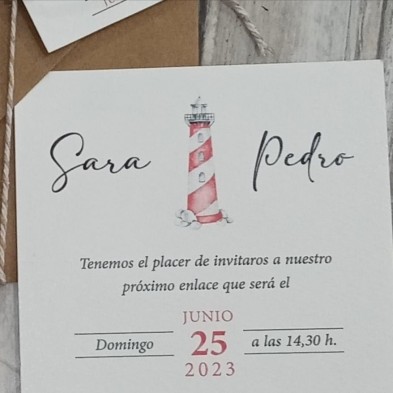 Sara Pedro
Tenemos el placer de invitaros a nuestro
próximo enlace que será el
JUNIO
Domingo 25 a las 14,30 h.
2023